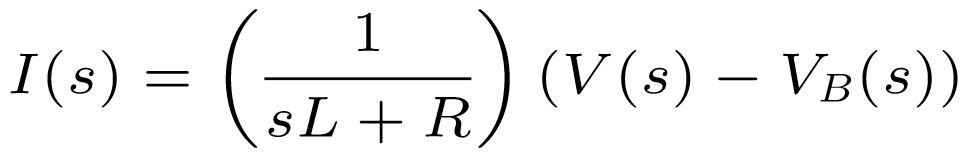 I(s) = \left( \frac{1}{sL + R} \right) (V(s) - V_B(s))